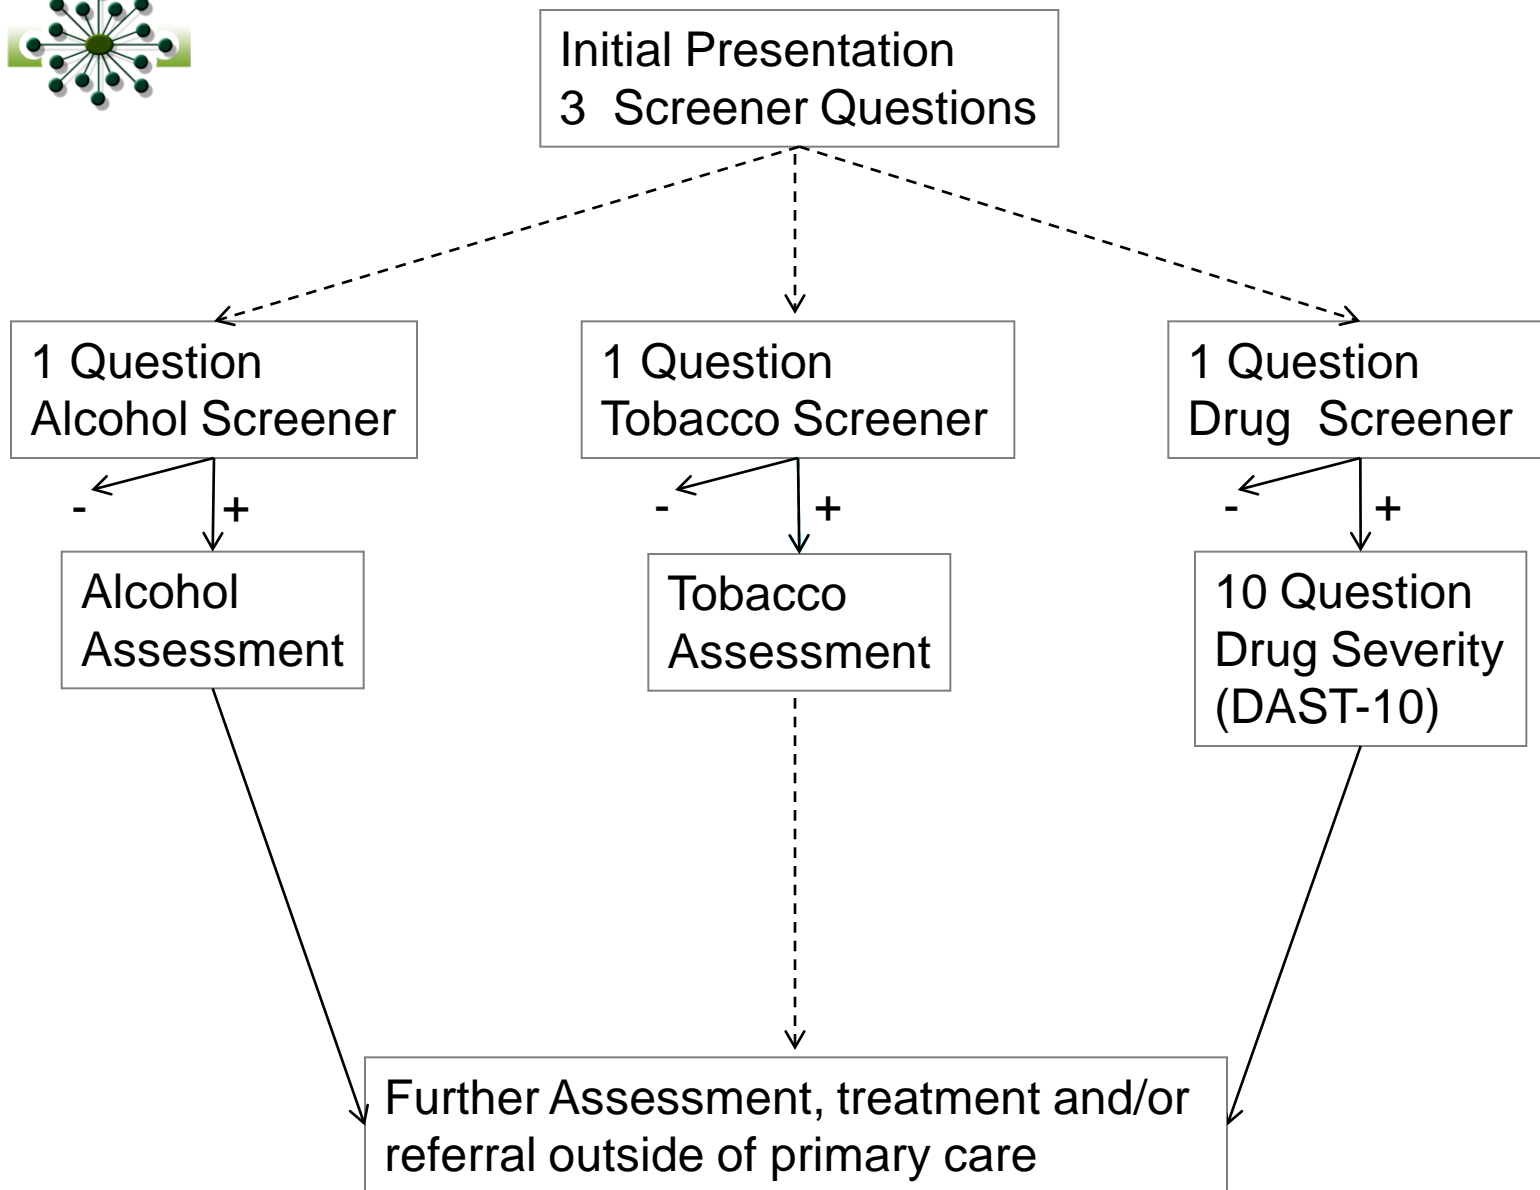 Initial Presentation
3 Screener Questions
1 Question
Alcohol Screener
1 Question
Tobacco Screener
1 Question
Drug Screener
-
+
-
+
-
+
Alcohol
Assessment
Tobacco
Assessment
10 Question
Drug Severity
(DAST-10)
Further Assessment, treatment and/or
referral outside of primary care